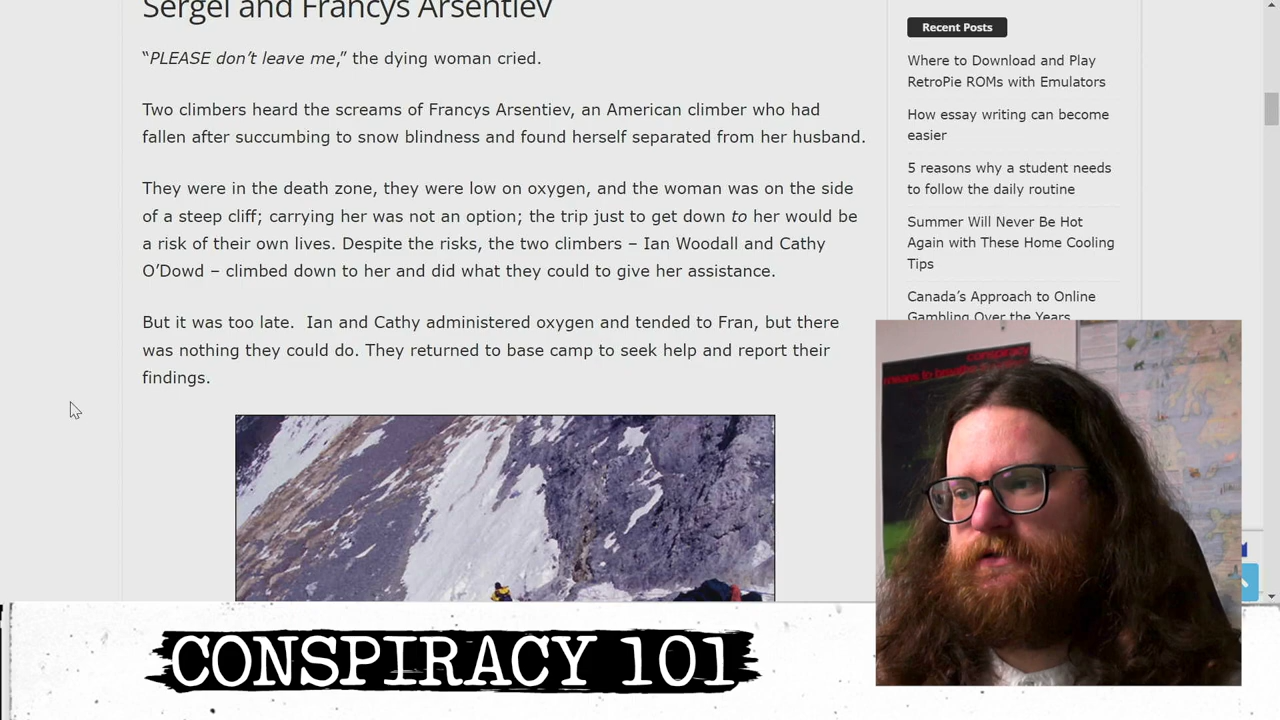 Sergei and Francys Arsentiev
“PLEASE don’t leave me,” the dying woman cried.
Two climbers heard the screams of Francys Arsentiev, an American climber who had
fallen after succumbing to snow blindness and found herself separated from her husband.
They were in the death zone, they were low on oxygen, and the woman was on the side
of a steep cliff; carrying her was not an option; the trip just to get down to her would be
a risk of their own lives. Despite the risks, the two climbers – Ian Woodall and Cathy
O’Dowd – climbed down to her and did what they could to give her assistance.
But it was too late.  Ian and Cathy administered oxygen and tended to Fran, but there
was nothing they could do. They returned to base camp to seek help and report their
findings.
Recent Posts
Where to Download and Play
RetroPie ROMs with Emulators
How essay writing can become
easier
5 reasons why a student needs
to follow the daily routine
Summer Will Never Be Hot
Again with These Home Cooling
Tips
Canada’s Approach to Online
Gambling Over the Years
conspiracy
means to breathe
CONSPIRACY 101